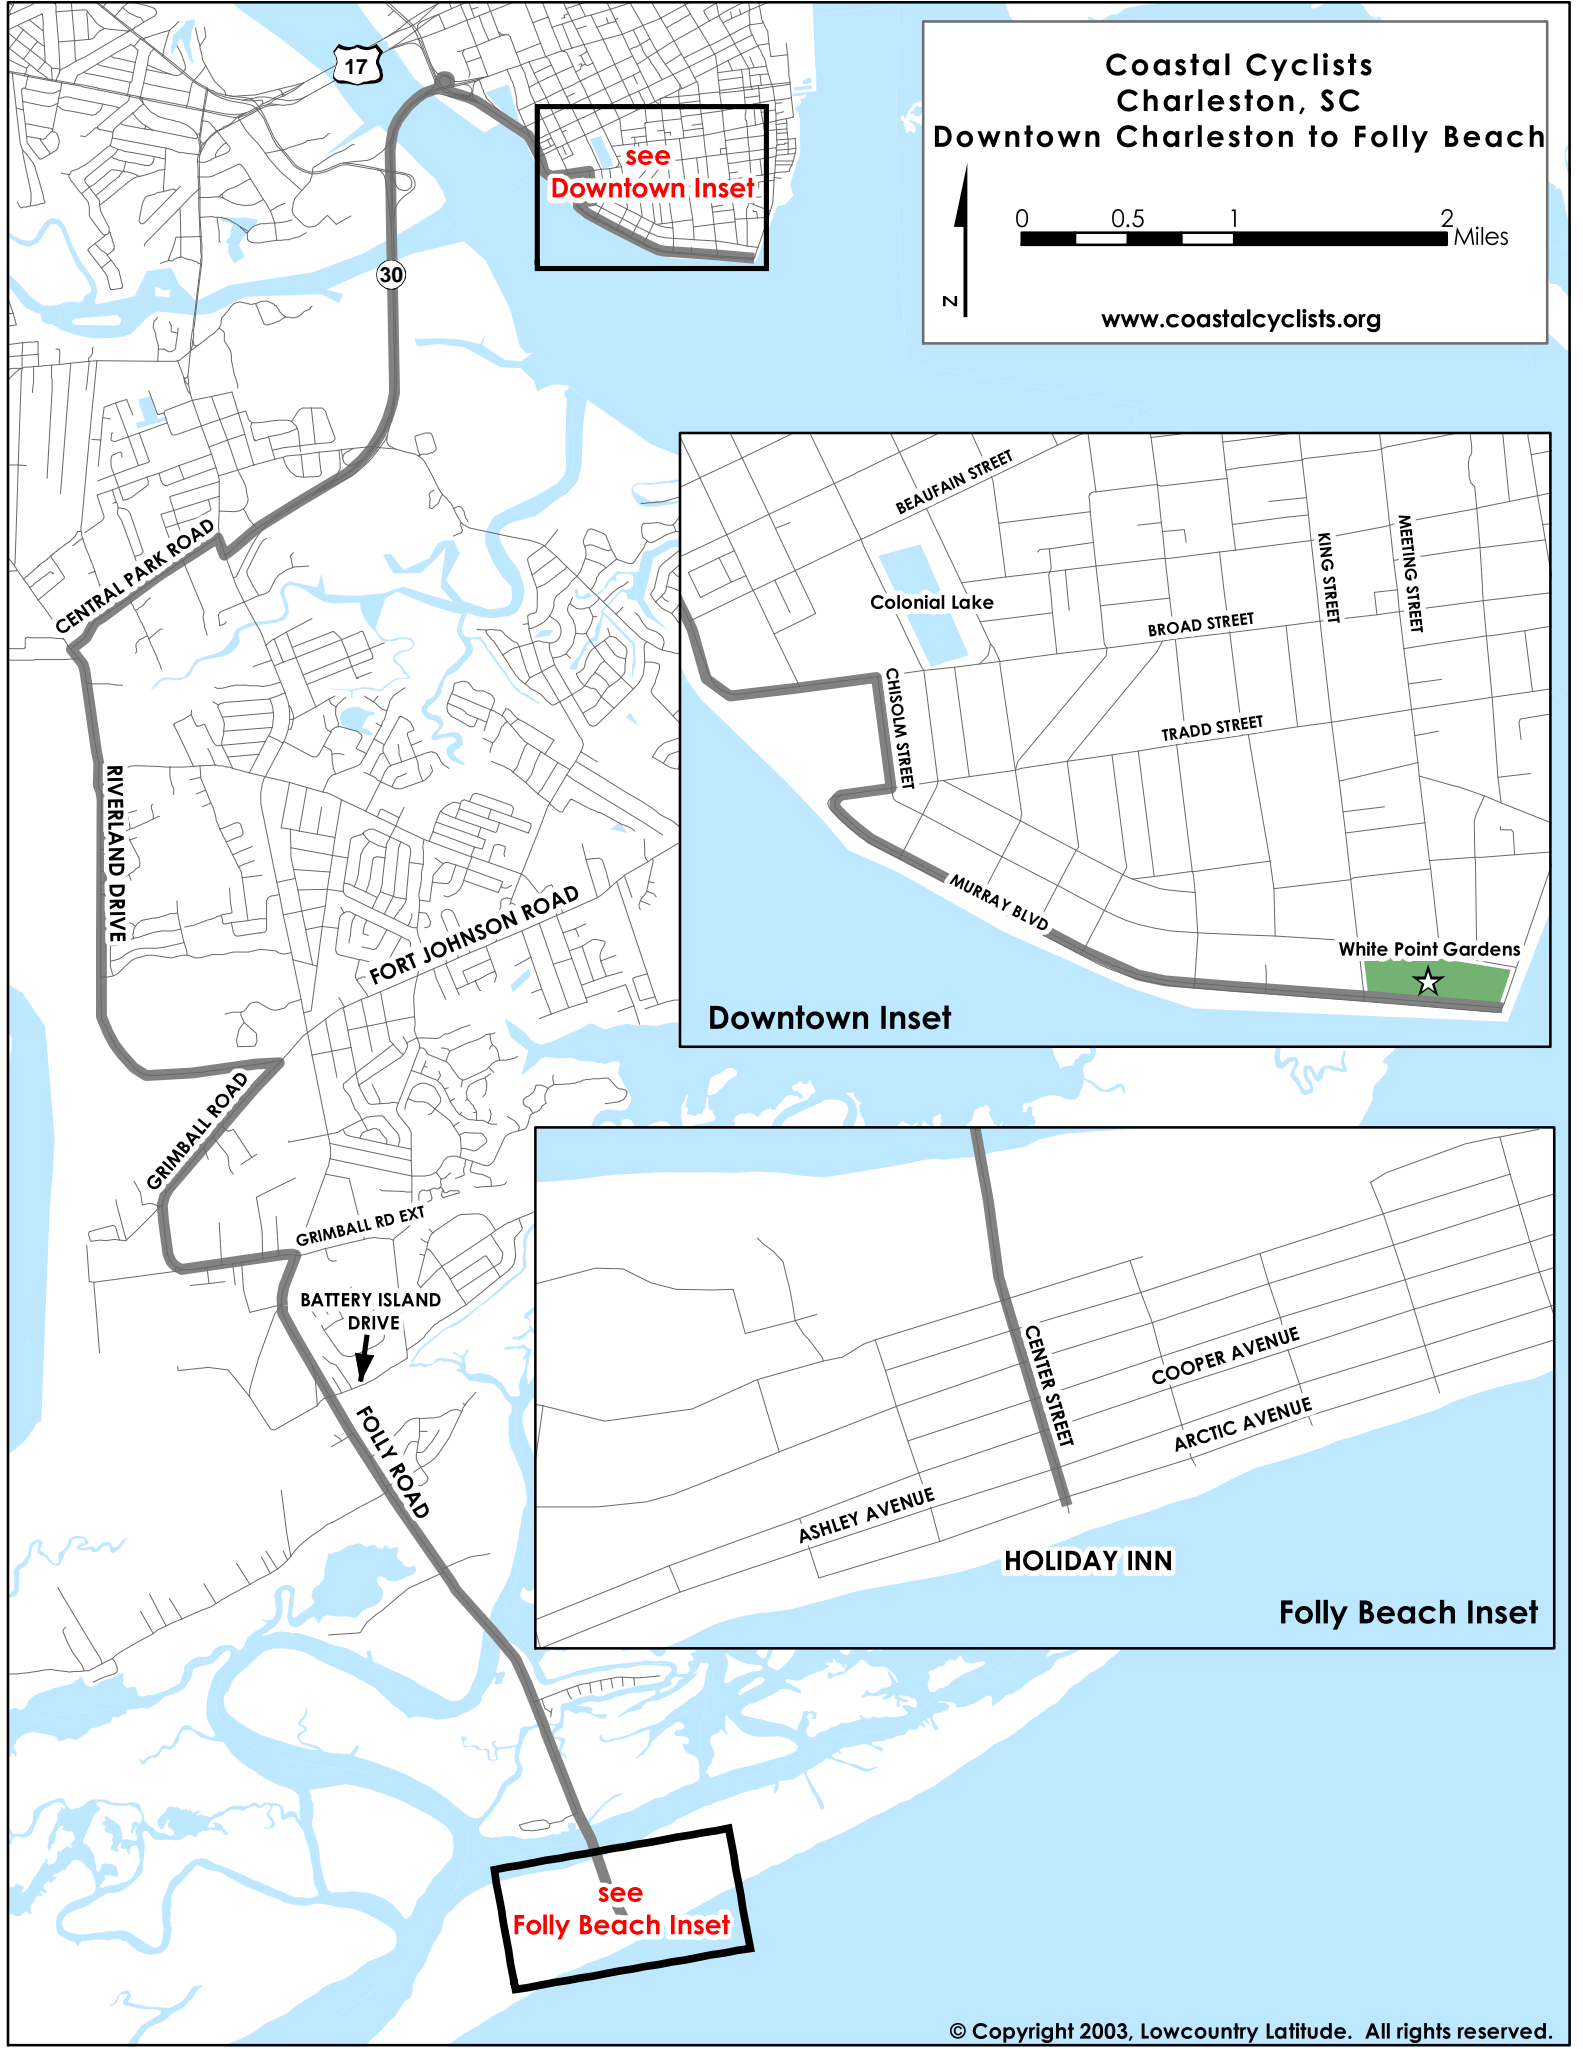 17
Coastal Cyclists
Charleston, SC
Downtown Charleston to Folly Beach
0 0.5 1 2
Miles
N
www.coastalcyclists.org
see
Downtown Inset
30
BEAUFAIN STREET
KING STREET
MEETING STREET
Colonial Lake
BROAD STREET
CHISOLM STREET
TRADD STREET
MURRAY BLVD
White Point Gardens
Downtown Inset
CENTRAL PARK ROAD
RIVERLAND DRIVE
FORT JOHNSON ROAD
GRIMBALL ROAD
GRIMBALL RD EXT
BATTERY ISLAND
DRIVE
FOLLY ROAD
CENTER STREET
COOPER AVENUE
ARCTIC AVENUE
ASHLEY AVENUE
HOLIDAY INN
Folly Beach Inset
see
Folly Beach Inset
© Copyright 2003, Lowcountry Latitude. All rights reserved.